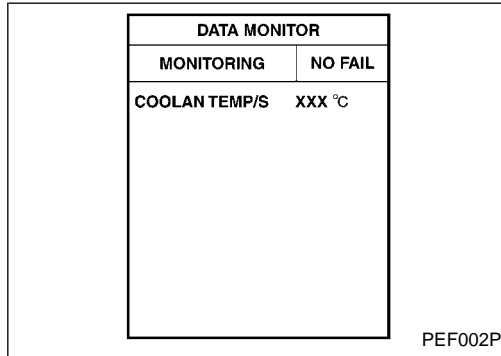 DATA MONITOR
MONITORING NO FAIL
COOLAN TEMP/S XXX °C
PEF002P